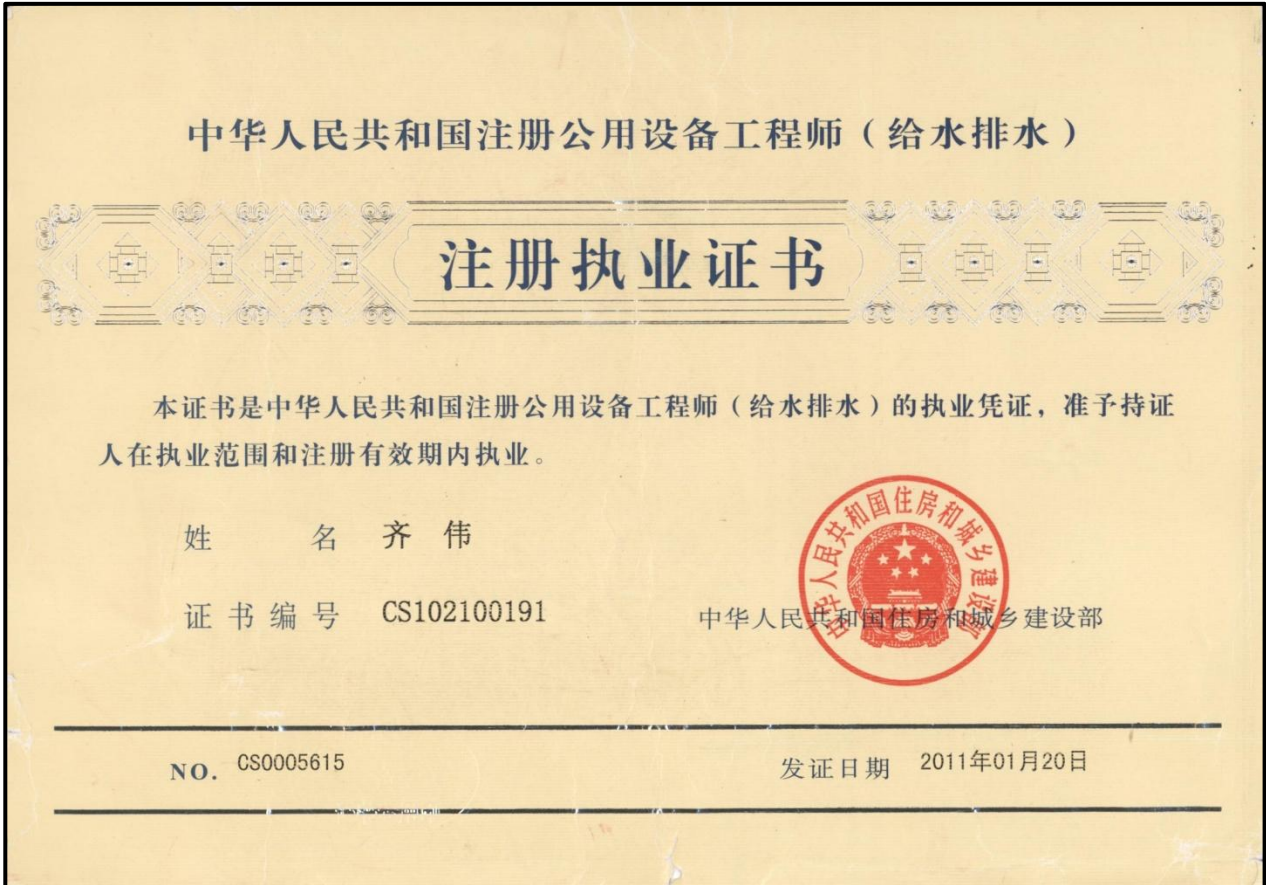 中华人民共和国注册公用设备工程师（给水排水）
注册执业证书
本证书是中华人民共和国注册公用设备工程师（给水排水）的执业凭证，准予持证
人在执业范围和注册有效期内执业。
姓 名 齐 伟
证书编号 CS102100191
中华人民共和国住房和城乡建设部
中华人民共和国住房和城乡建设部
NO. CS0005615
发证日期 2011年01月20日